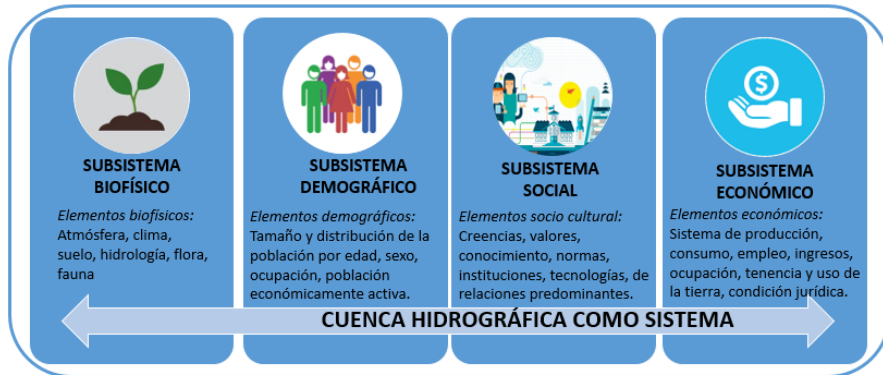 SUBSISTEMA
BIOFÍSICO
Elementos biofísicos:
Atmósfera, clima,
suelo, hidrología, flora,
fauna
SUBSISTEMA
DEMOGRÁFICO
Elementos demográficos:
Tamaño y distribución de la
población por edad, sexo,
ocupación, población
económicamente activa.
SUBSISTEMA
SOCIAL
Elementos socio cultural:
Creencias, valores,
conocimiento, normas,
instituciones, tecnologías, de
relaciones predominantes.
$
SUBSISTEMA
ECONÓMICO
Elementos económicos:
Sistema de producción,
consumo, empleo, ingresos,
ocupación, tenencia y uso de
la tierra, condición jurídica.
CUENCA HIDROGRÁFICA COMO SISTEMA